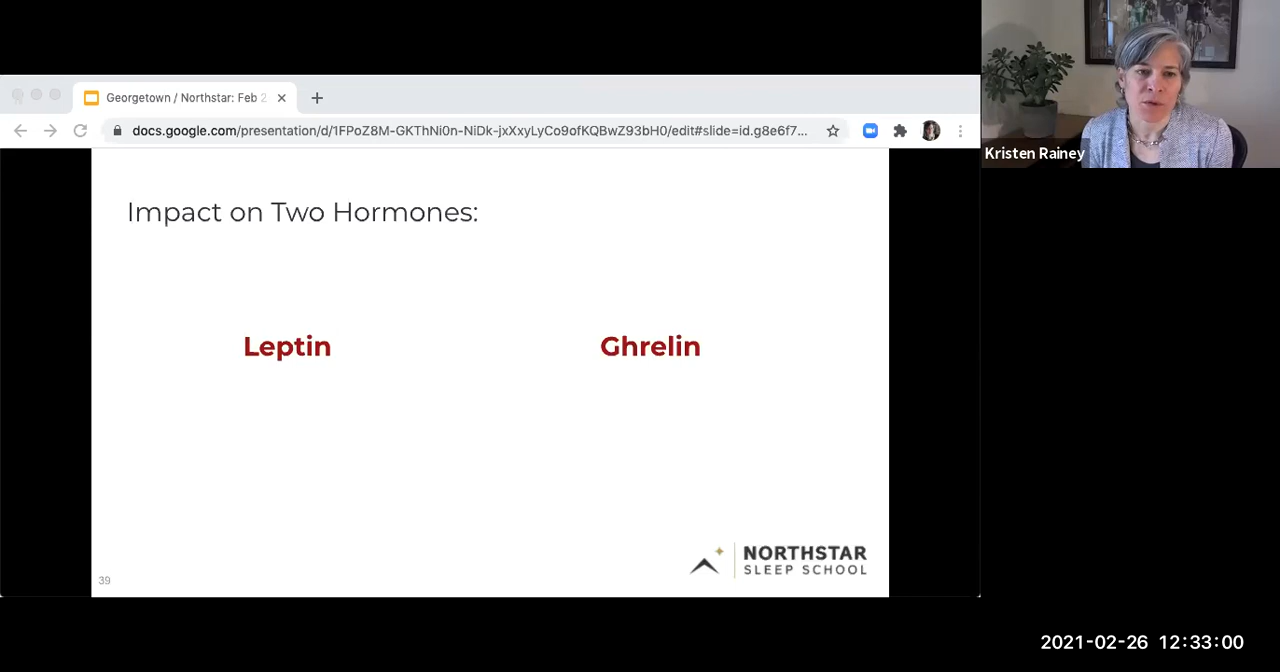 Georgetown / Northstar: Feb 2
docs.google.com/presentation/d/1FPoZ8M-GKThNi0n-NiDk-jxXxyLyCo9ofKQBwZ93bH0/edit#slide=id.g8e6f7...
Kristen Rainey
Impact on Two Hormones:
Leptin Ghrelin
NORTHSTAR
SLEEP SCHOOL
39
2021-02-26 12:33:00